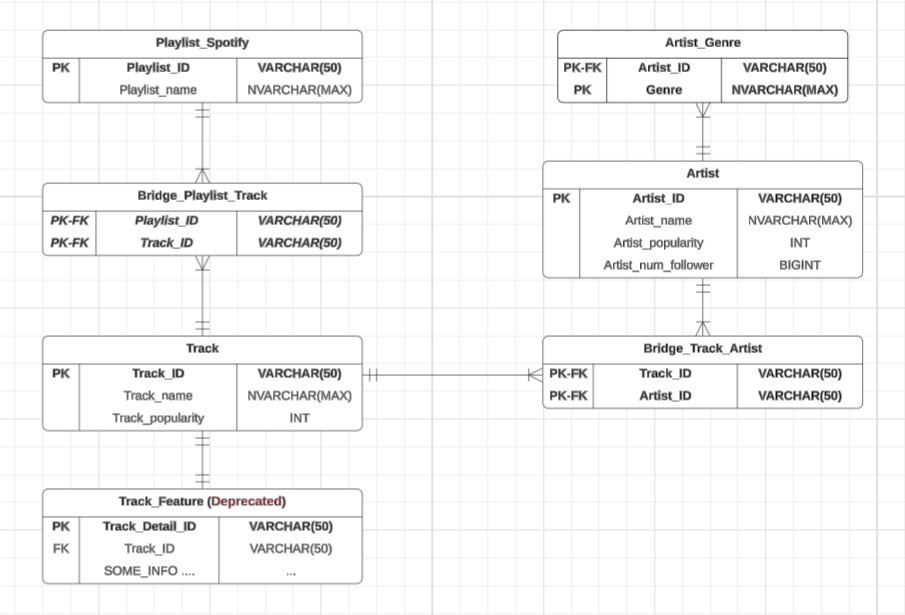 Playlist_Spotify
PK Playlist_ID VARCHAR(50)
Playlist_name NVARCHAR(MAX)
Bridge_Playlist_Track
PK-FK Playlist_ID VARCHAR(50)
PK-FK Track_ID VARCHAR(50)
Track
PK Track_ID VARCHAR(50)
Track_name NVARCHAR(MAX)
Track_popularity INT
Track_Feature (Deprecated)
PK Track_Detail_ID VARCHAR(50)
FK Track_ID VARCHAR(50)
SOME_INFO .... ...
Artist_Genre
PK-FK Artist_ID VARCHAR(50)
PK Genre NVARCHAR(MAX)
Artist
PK Artist_ID VARCHAR(50)
Artist_name NVARCHAR(MAX)
Artist_popularity INT
Artist_num_follower BIGINT
Bridge_Track_Artist
PK-FK Track_ID VARCHAR(50)
PK-FK Artist_ID VARCHAR(50)